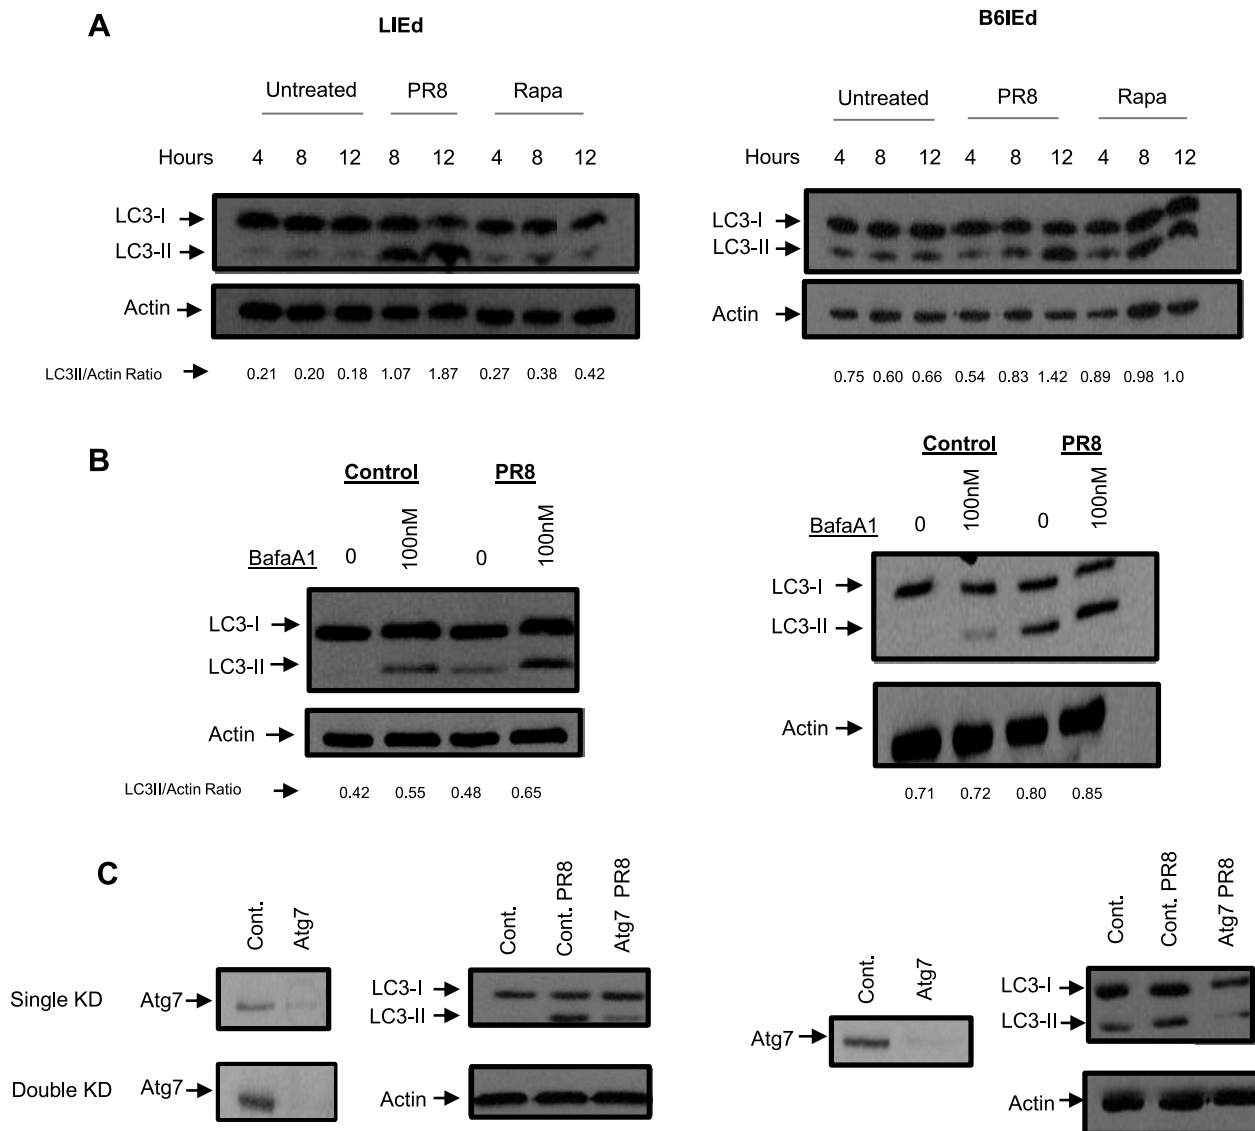 A
LIEd
B6IEd
Untreated PR8 Rapa
Untreated PR8 Rapa
Hours 4 8 12 8 12 4 8 12
Hours 4 8 12 4 8 12 4 8 12
LC3-I
LC3-II
Actin
LC3II/Actin Ratio 0.21 0.20 0.18 1.07 1.87 0.27 0.38 0.42
LC3-I
LC3-II
Actin
0.75 0.60 0.66 0.54 0.83 1.42 0.89 0.98 1.0
B
Control PR8
BafaA1 0 100nM 0 100nM
LC3-I
LC3-II
Actin
LC3II/Actin Ratio 0.42 0.55 0.48 0.65
Control PR8
BafaA1 0 100nM 0 100nM
LC3-I
LC3-II
Actin
0.71 0.72 0.80 0.85
C
Cont. Atg7
Single KD Atg7
Double KD Atg7
Cont. Cont. PR8 Atg7 PR8
LC3-I
LC3-II
Actin
Cont. Atg7
Atg7
Cont. Cont. PR8 Atg7 PR8
LC3-I
LC3-II
Actin